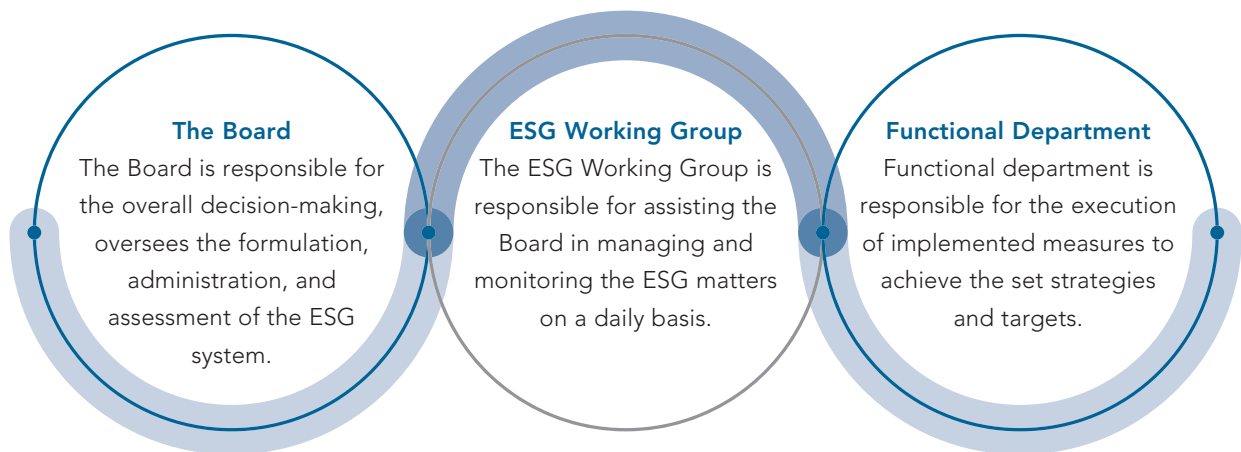 The Board
The Board is responsible for
the overall decision-making,
oversees the formulation,
administration, and
assessment of the ESG
system.
ESG Working Group
The ESG Working Group is
responsible for assisting the
Board in managing and
monitoring the ESG matters
on a daily basis.
Functional Department
Functional department is
responsible for the execution
of implemented measures to
achieve the set strategies
and targets.